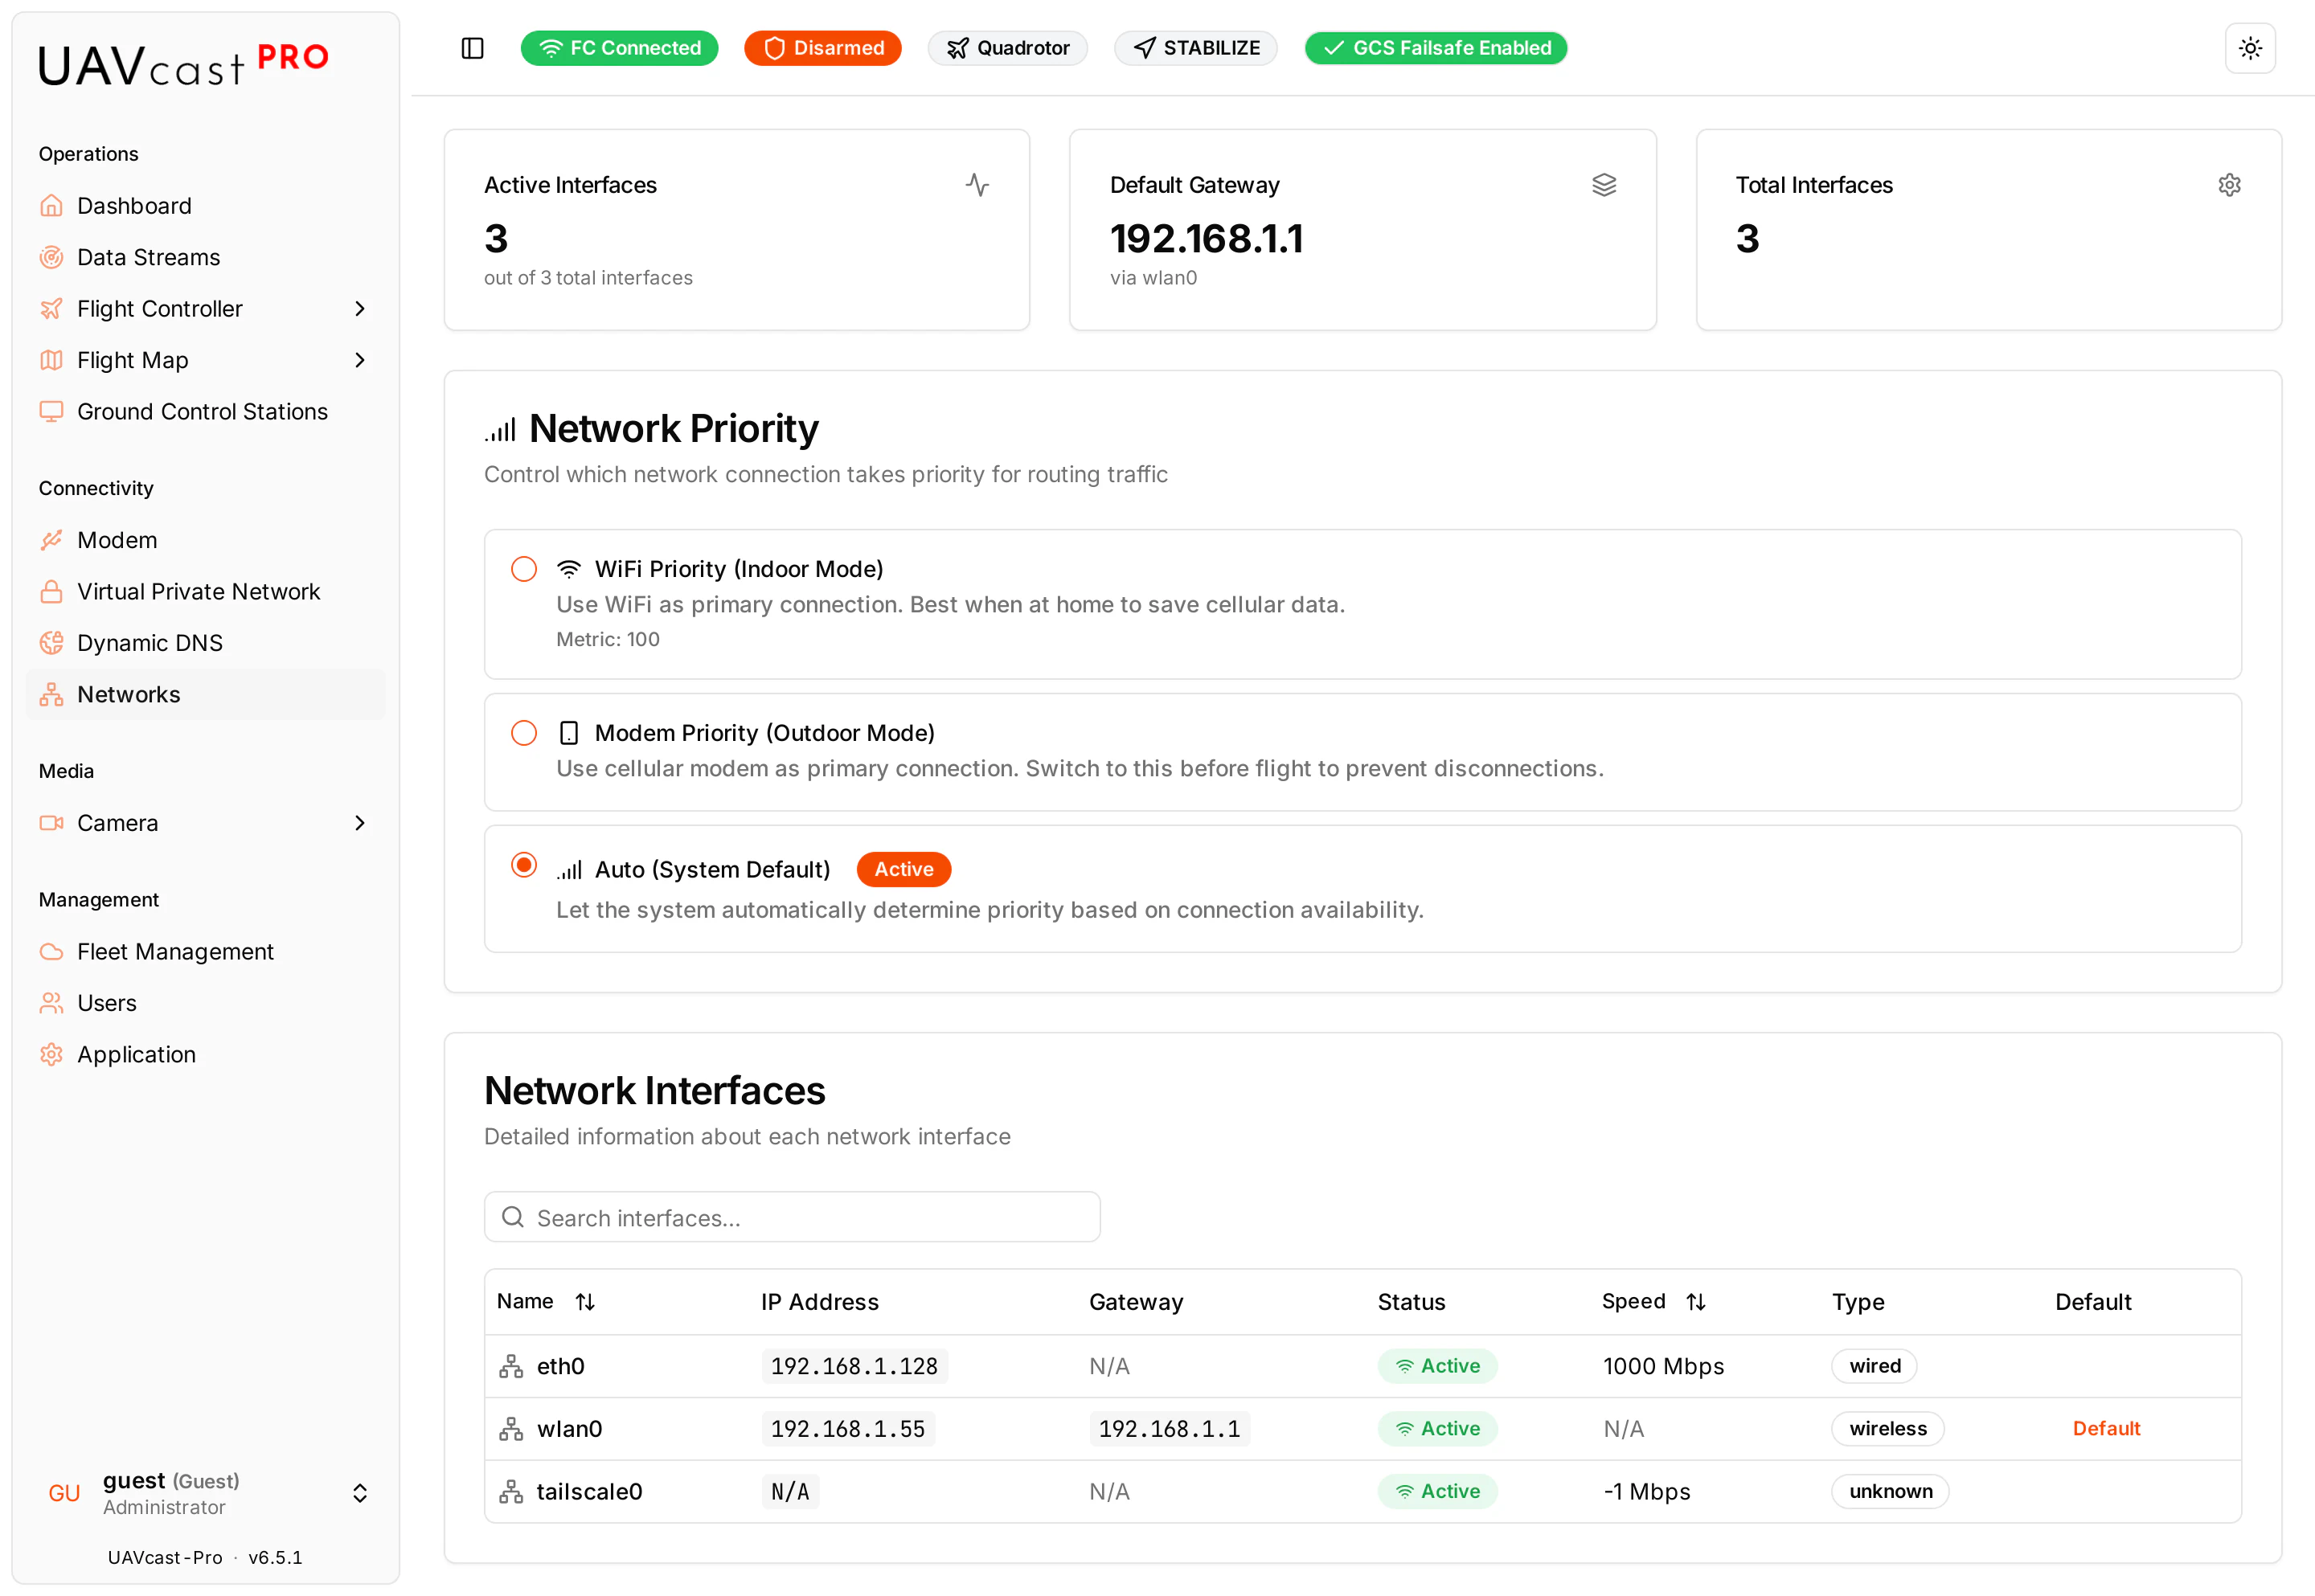 UAVcast PRO
FC Connected
Disarmed
Quadrotor
STABILIZE
GCS Failsafe Enabled
Operations
Dashboard
Data Streams
Flight Controller
Flight Map
Ground Control Stations
Connectivity
Modem
Virtual Private Network
Dynamic DNS
Networks
Media
Camera
Management
Fleet Management
Users
Application
GU
guest (Guest)
Administrator
UAVcast-Pro · v6.5.1
Active Interfaces
3
out of 3 total interfaces
Default Gateway
192.168.1.1
via wlan0
Total Interfaces
3
Network Priority
Control which network connection takes priority for routing traffic
WiFi Priority (Indoor Mode)
Use WiFi as primary connection. Best when at home to save cellular data.
Metric: 100
Modem Priority (Outdoor Mode)
Use cellular modem as primary connection. Switch to this before flight to prevent disconnections.
Auto (System Default) Active
Let the system automatically determine priority based on connection availability.
Network Interfaces
Detailed information about each network interface
Search interfaces...
Name IP Address Gateway Status Speed Type Default
eth0 192.168.1.128 N/A Active 1000 Mbps wired
wlan0 192.168.1.55 192.168.1.1 Active N/A wireless Default
tailscale0 N/A N/A Active -1 Mbps unknown